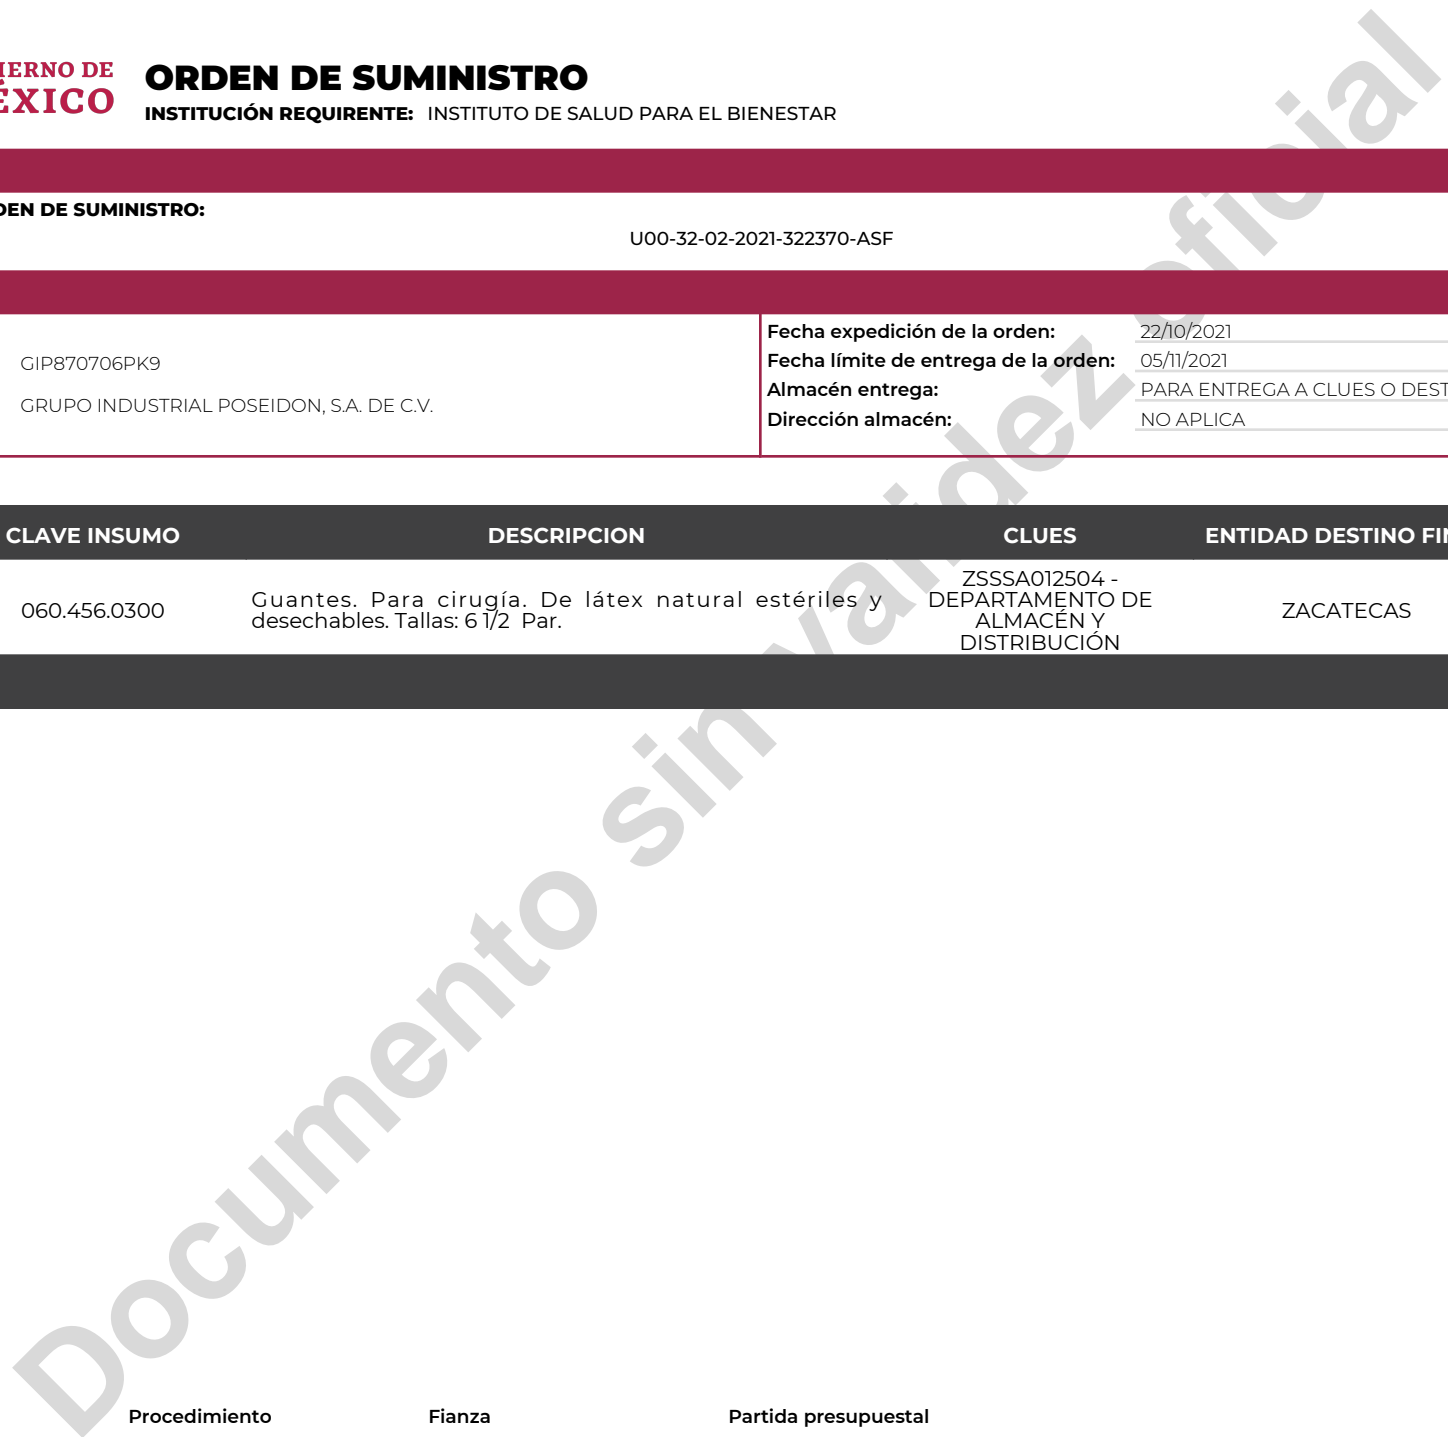 IERNO DE
ÉXICO
ORDEN DE SUMINISTRO
INSTITUCIÓN REQUIRENTE: INSTITUTO DE SALUD PARA EL BIENESTAR
DEN DE SUMINISTRO:
U00-32-02-2021-322370-ASF
GIP870706PK9
GRUPO INDUSTRIAL POSEIDON, S.A. DE C.V.
Fecha expedición de la orden: 22/10/2021
Fecha límite de entrega de la orden: 05/11/2021
Almacén entrega: PARA ENTREGA A CLUES O DEST
Dirección almacén: NO APLICA
CLAVE INSUMO DESCRIPCION CLUES ENTIDAD DESTINO FIN
060.456.0300
Guantes. Para cirugía. De látex natural estériles y
desechables. Tallas: 6 1/2 Par.
ZSSSA012504 -
DEPARTAMENTO DE
ALMACÉN Y
DISTRIBUCIÓN
ZACATECAS
Documento sin validez oficial
Procedimiento Fianza Partida presupuestal